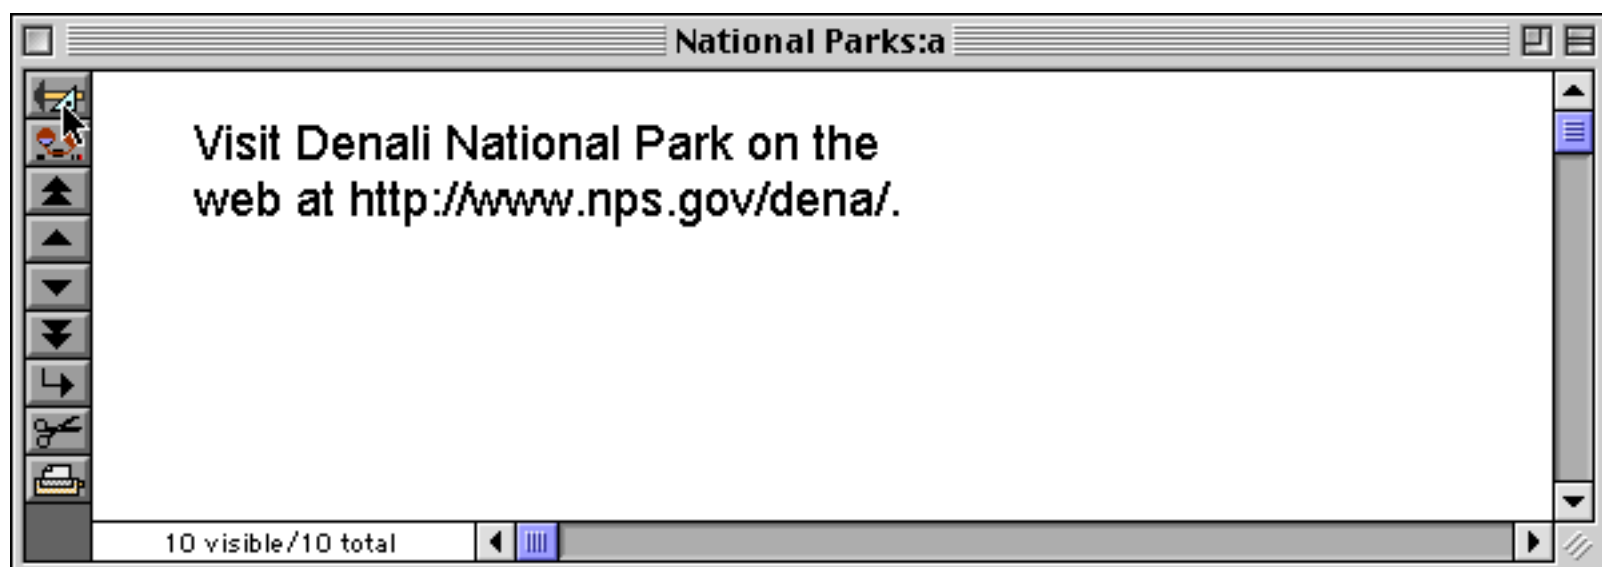 National Parks:a
Visit Denali National Park on the
web at http://www.nps.gov/dena/.
10 visible/10 total